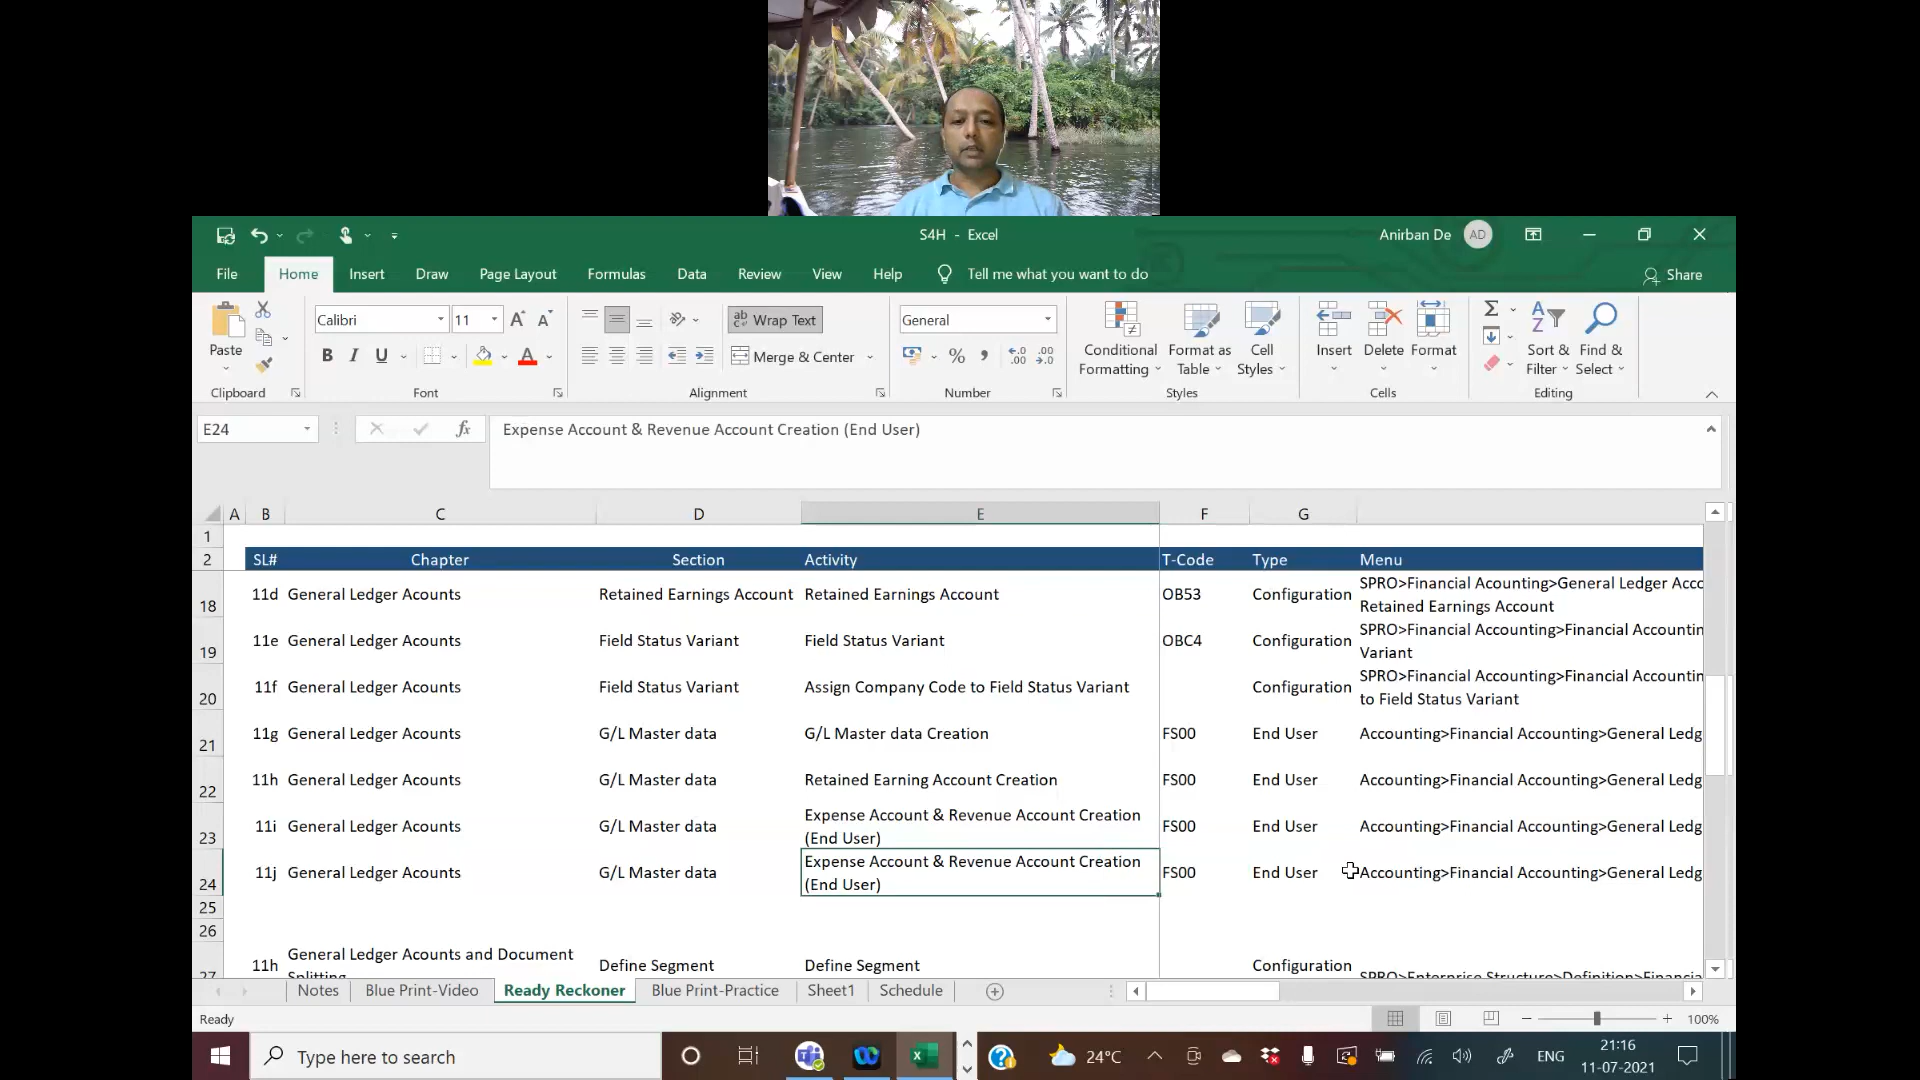 S4H - Excel
Anirban De
AD
File Home Insert Draw Page Layout Formulas Data Review View Help Tell me what you want to do
Share
Paste
Calibri 11
Wrap Text
General
B I U
Merge & Center
Conditional Formatting
Format as Table
Cell Styles
Insert Delete Format
Sort & Filter
Find & Select
Clipboard Font Alignment Number Styles Cells Editing
E24
fx
Expense Account & Revenue Account Creation (End User)
A B C D E F G
1
2 SL# Chapter Section Activity T-Code Type Menu
18 11d General Ledger Acounts Retained Earnings Account Retained Earnings Account OB53 Configuration SPRO>Financial Acounting>General Ledger Acco
Retained Earnings Account
19 11e General Ledger Acounts Field Status Variant Field Status Variant OBC4 Configuration SPRO>Financial Accounting>Financial Accountin
Variant
20 11f General Ledger Acounts Field Status Variant Assign Company Code to Field Status Variant Configuration SPRO>Financial Accounting>Financial Accountin
to Field Status Variant
21 11g General Ledger Acounts G/L Master data G/L Master data Creation FS00 End User Accounting>Financial Accounting>General Ledg
22 11h General Ledger Acounts G/L Master data Retained Earning Account Creation FS00 End User Accounting>Financial Accounting>General Ledg
23 11i General Ledger Acounts G/L Master data Expense Account & Revenue Account Creation
(End User) FS00 End User Accounting>Financial Accounting>General Ledg
24 11j General Ledger Acounts G/L Master data Expense Account & Revenue Account Creation
(End User) FS00 End User Accounting>Financial Accounting>General Ledg
25
26
27 11h General Ledger Acounts and Document
Splitting Define Segment Define Segment Configuration SPRO>Enterprise Structure>Definition>Financia
Notes Blue Print-Video Ready Reckoner Blue Print-Practice Sheet1 Schedule
Ready
100%
Type here to search
24°C
ENG
21:16
11-07-2021